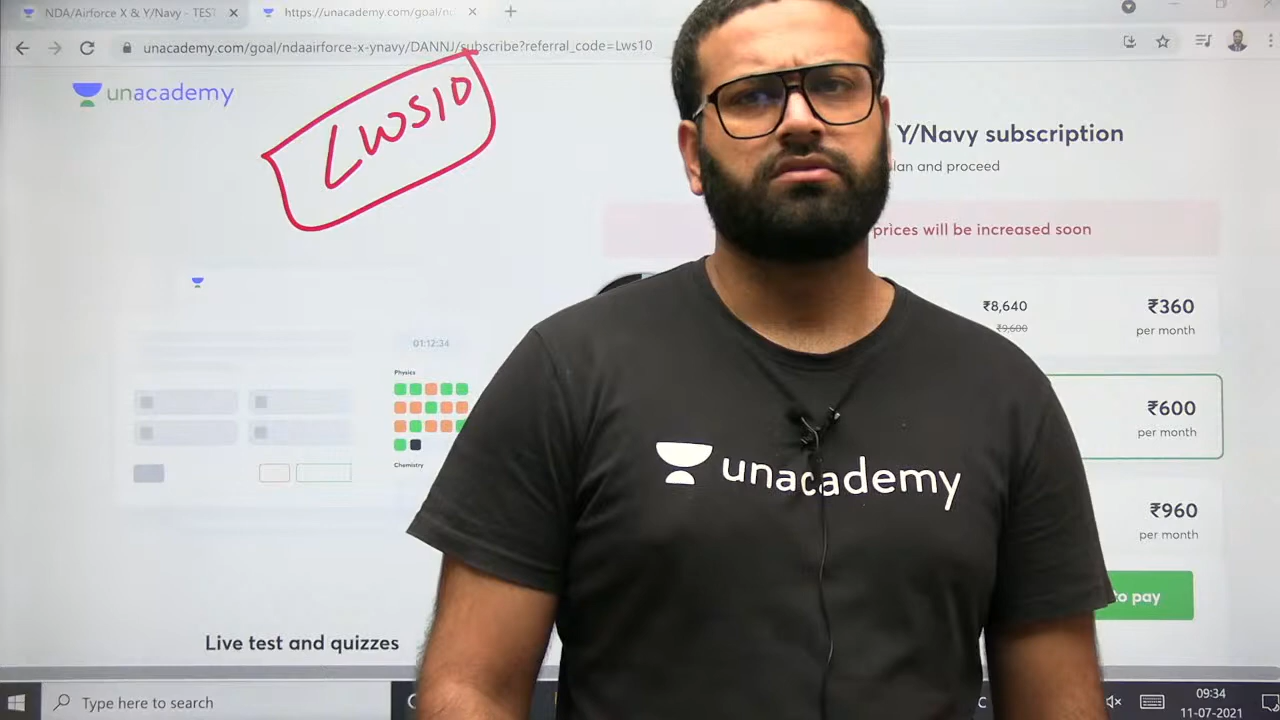 NDA/Airforce X & Y/Navy - TEST
https://unacademy.com/goal/nd
unacademy.com/goal/ndaairforce-x-ynavy/DANNJ/subscribe?referral_code=Lws10
unacademy
LWS10
Y/Navy subscription
plan and proceed
prices will be increased soon
₹8,640
₹360
₹9,600
per month
01:12:34
Physics
₹600
per month
Chemistry
unacademy
₹960
per month
to pay
Live test and quizzes
Type here to search
09:34
11-07-2021